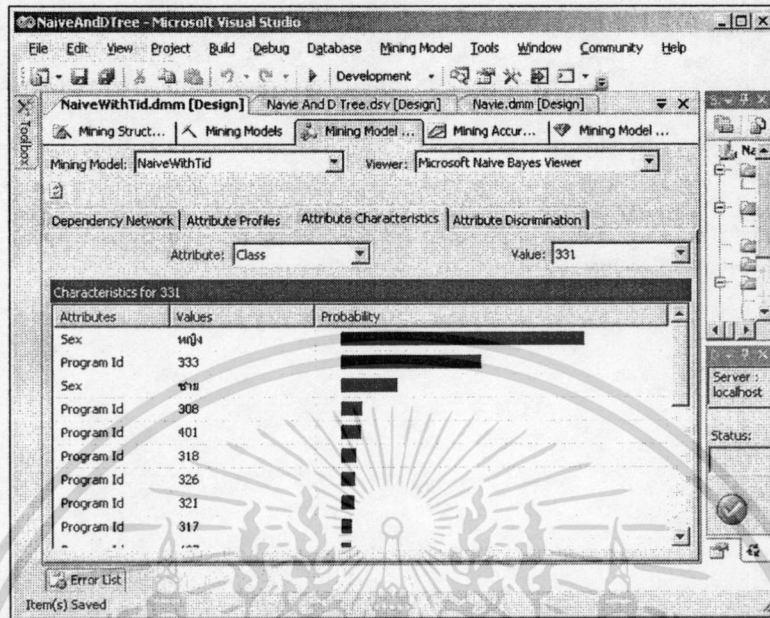 NaiveAndDTree - Microsoft Visual Studio
File Edit View Project Build Debug Database Mining Model Tools Window Community Help
Development
Toolbox
NaiveWithTid.dmm [Design] Navie And D Tree.dsv [Design] Navie.dmm [Design]
Mining Struct... Mining Models Mining Model ... Mining Accur... Mining Model ...
Mining Model: NaiveWithTid Viewer: Microsoft Naive Bayes Viewer
Dependency Network Attribute Profiles Attribute Characteristics Attribute Discrimination
Attribute: Class Value: 331
Characteristics for 331
Attributes Values Probability
Sex หญิง
Program Id 333
Sex ชาย
Program Id 308
Program Id 401
Program Id 318
Program Id 326
Program Id 321
Program Id 317
Server :
localhost
Status:
Error List
Item(s) Saved